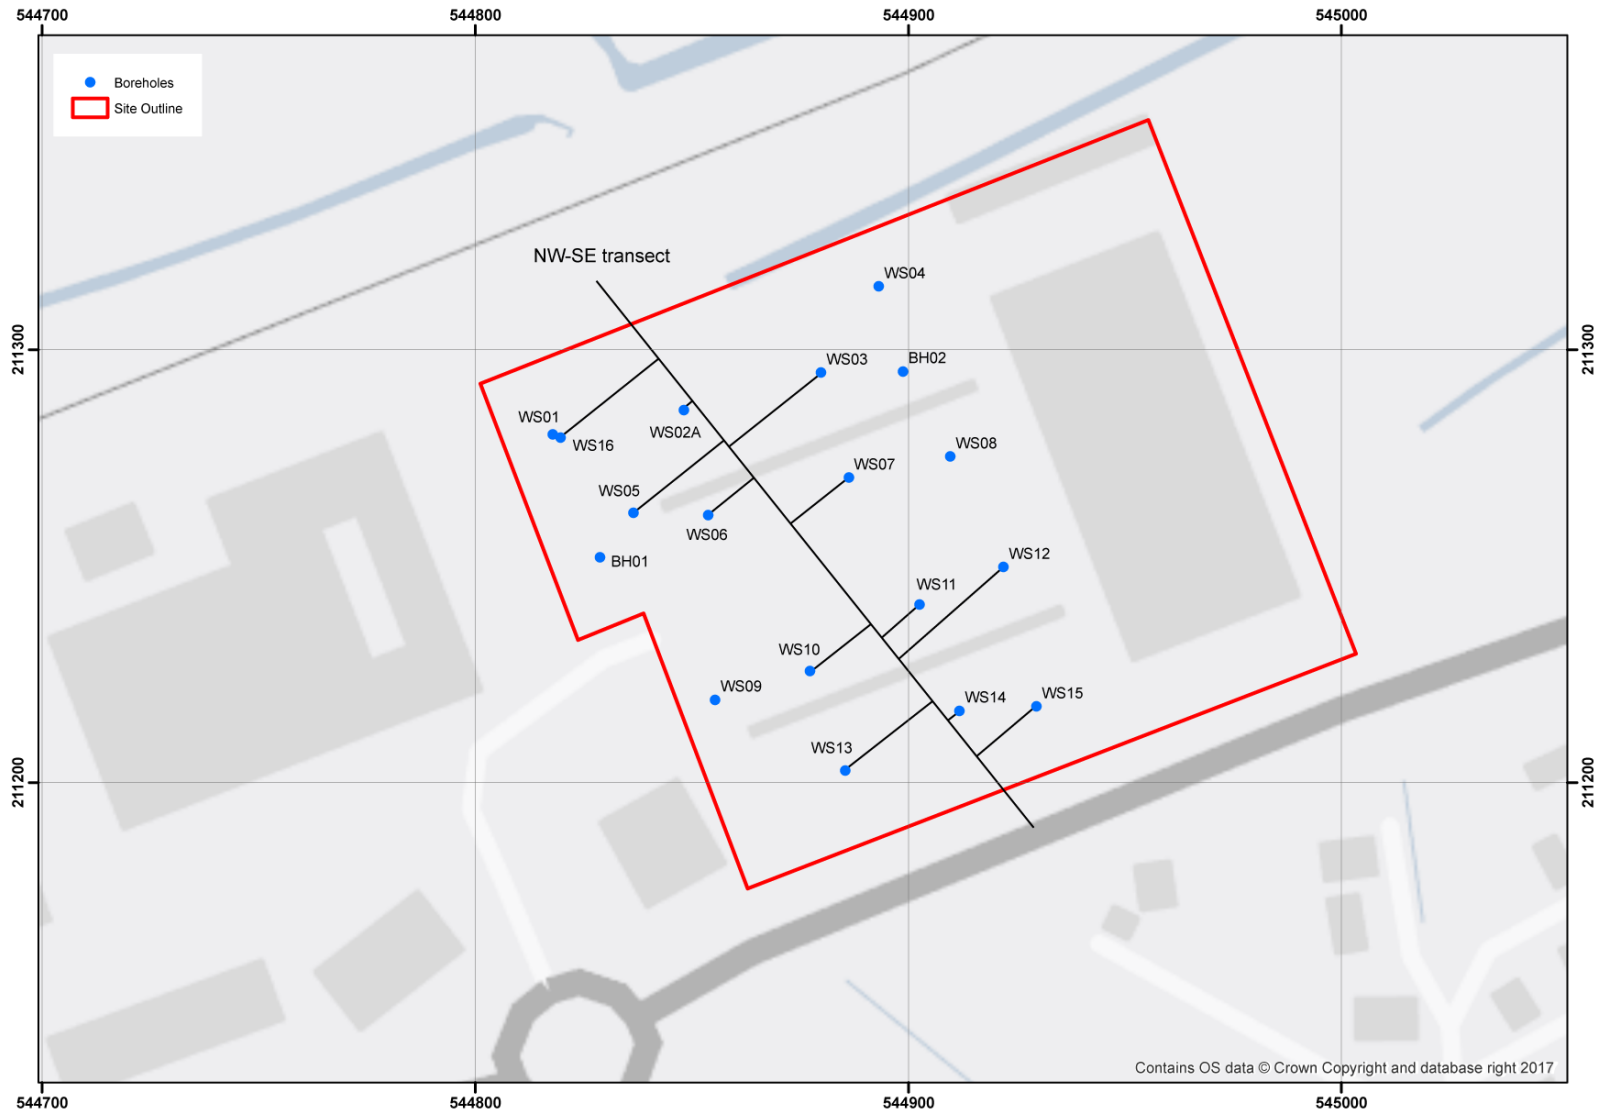 544700
544800
544900
545000
Boreholes
Site Outline
NW-SE transect
WS04
211300
211300
WS03
BH02
WS01
WS02A
WS16
WS08
WS07
WS05
WS06
BH01
WS12
WS11
WS10
WS09
WS14
WS15
WS13
211200
211200
Contains OS data © Crown Copyright and database right 2017
544700
544800
544900
545000